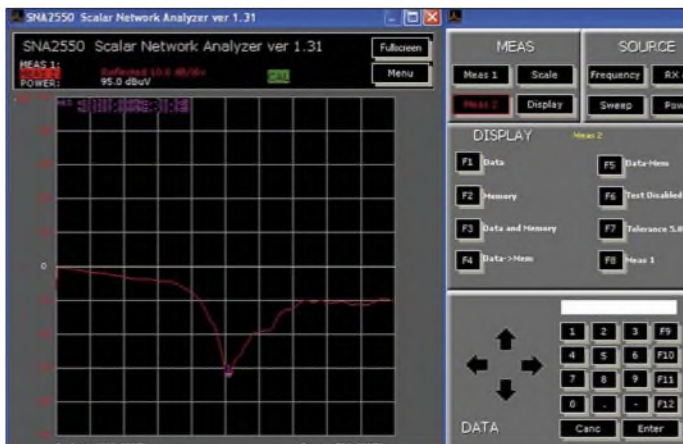 SNA2550 Scalar Network Analyzer ver 1.31
SNA2550 Scalar Network Analyzer ver 1.31
Fullscreen
MEAS 1:
MEAS 2: Reflected 10.0 dB/div
CAL
Menu
POWER: 95.0 dBuV
0
MEAS
SOURCE
Meas 1
Scale
Frequency
RX
Meas 2
Display
Sweep
DISPLAY
Meas 2
F1 Data
F5 Data-Mem
F2 Memory
F6 Test Disabled
F3 Data and Memory
F7 Tolerance
F4 Data->Mem
F8 Meas 1
1 2 3 F9
4 5 6 F10
7 8 9 F11
0 . - F12
DATA
Canc
Enter